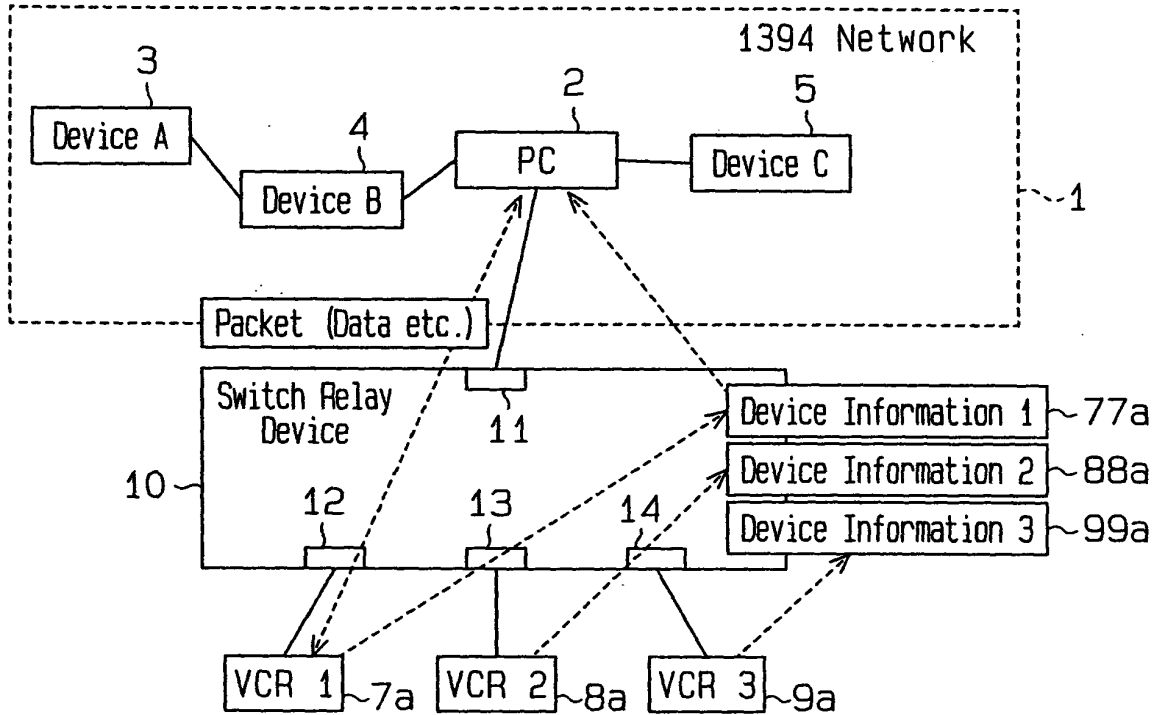 1394 Network
3
2
5
4
Device A
PC
Device C
Device B
1
Packet (Data etc.)
Switch Relay
Device
11
Device Information 1
77a
10
Device Information 2
88a
12
13
14
Device Information 3
99a
VCR 1
7a
VCR 2
8a
VCR 3
9a